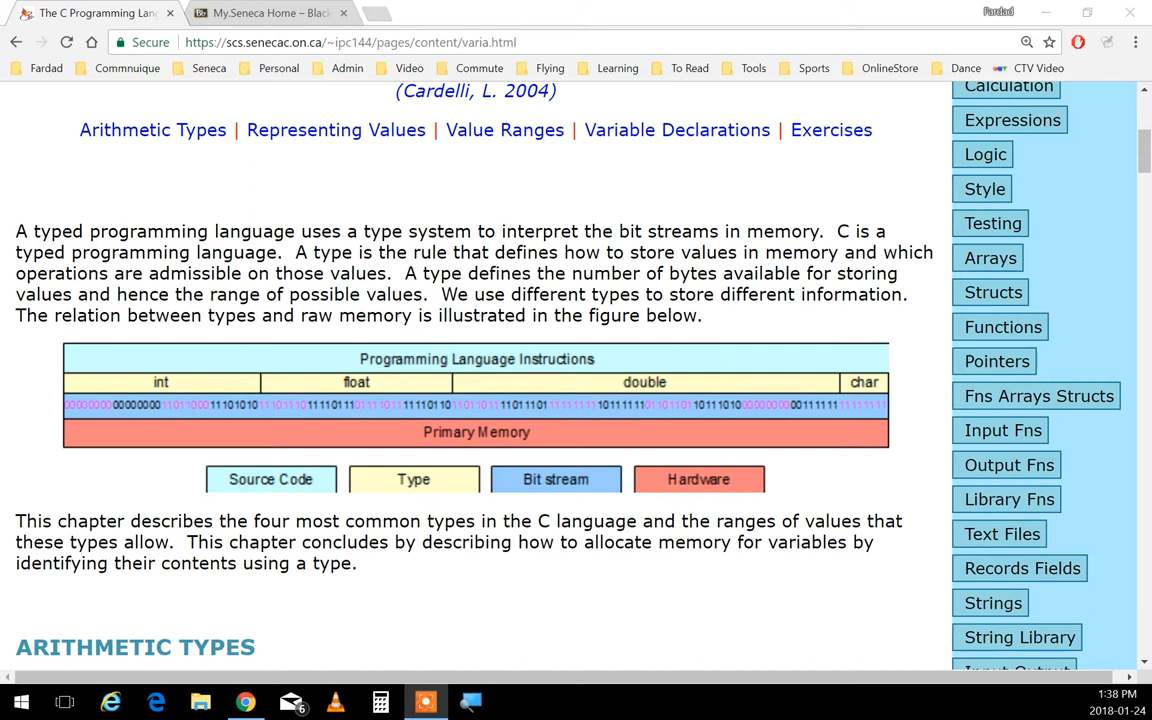 The C Programming Lan
My.Seneca Home – Black
Fardad
Secure
https://scs.senecac.on.ca/~ipc144/pages/content/varia.html
Fardad Commnuique Seneca Personal Admin Video Commute Flying Learning To Read Tools Sports OnlineStore Dance CTV Video
(Cardelli, L. 2004)
Arithmetic Types | Representing Values | Value Ranges | Variable Declarations | Exercises
A typed programming language uses a type system to interpret the bit streams in memory. C is a
typed programming language. A type is the rule that defines how to store values in memory and which
operations are admissible on those values. A type defines the number of bytes available for storing
values and hence the range of possible values. We use different types to store different information.
The relation between types and raw memory is illustrated in the figure below.
Programming Language Instructions
int float double char
Primary Memory
Source Code Type Bit stream Hardware
This chapter describes the four most common types in the C language and the ranges of values that
these types allow. This chapter concludes by describing how to allocate memory for variables by
identifying their contents using a type.
ARITHMETIC TYPES
Calculation
Expressions
Logic
Style
Testing
Arrays
Structs
Functions
Pointers
Fns Arrays Structs
Input Fns
Output Fns
Library Fns
Text Files
Records Fields
Strings
String Library
Input Output
6
1:38 PM
2018-01-24